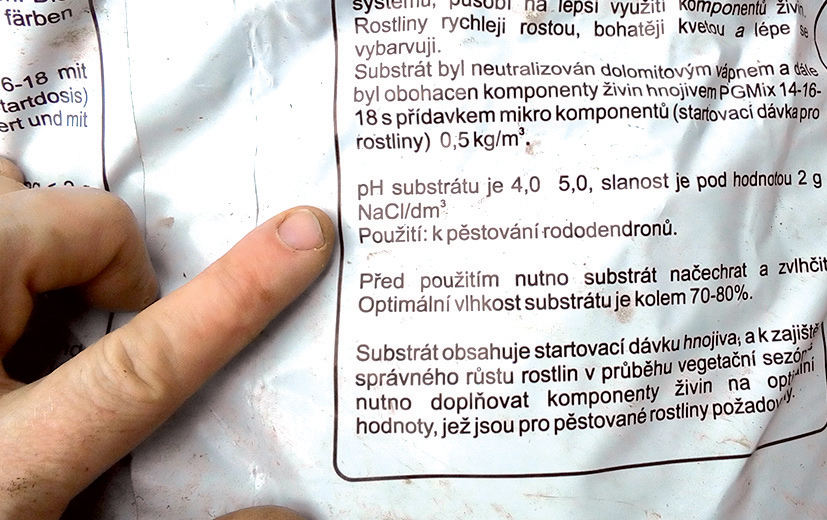 färben
6-18 mit
tartdosis)
ert und mit
systému, působí na lepší využití komponentů živin.
Rostliny rychleji rostou, bohatěji kvetou a lépe se
vybarvují.
Substrát byl neutralizován dolomitovým vápnem a dále
byl obohacen komponenty živin hnojivem PGMix 14-16-
18 s přídavkem mikro komponentů (startovací dávka pro
rostliny) 0,5 kg/m³.
pH substrátu je 4,0 5,0, slanost je pod hodnotou 2 g
NaCl/dm³
Použití: k pěstování rododendronů.
Před použitím nutno substrát načechrat a zvlhčit
Optimální vlhkost substrátu je kolem 70-80%.
Substrát obsahuje startovací dávku hnojiva, a k zajiště
správného růstu rostlin v průběhu vegetační sezón
nutno doplňovat komponenty živin na optimální
hodnoty, jež jsou pro pěstované rostliny požadovány.